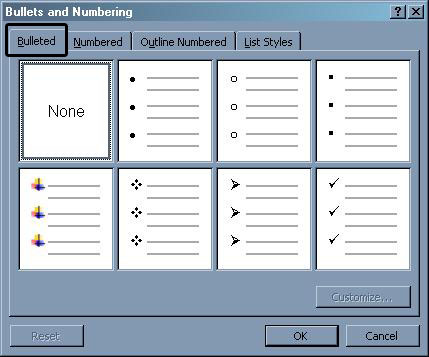 Bullets and Numbering
Bulleted Numbered Outline Numbered List Styles
None
Customize...
Reset OK Cancel